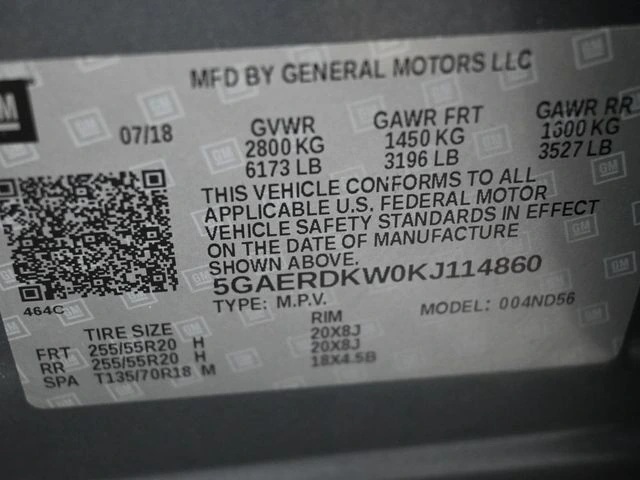 GM
MFD BY GENERAL MOTORS LLC
07/18
GVWR GAWR FRT GAWR RR
2800 KG 1450 KG 1600 KG
6173 LB 3196 LB 3527 LB
THIS VEHICLE CONFORMS TO ALL
APPLICABLE U.S. FEDERAL MOTOR
VEHICLE SAFETY STANDARDS IN EFFECT
ON THE DATE OF MANUFACTURE
SHOWN ABOVE.
464C
5GAERDKW0KJ114860
TYPE: M.P.V. MODEL: 004ND56
TIRE SIZE RIM
FRT 255/55R20 H 20X8J
RR 255/55R20 H 20X8J
SPA T135/70R18 M 18X4.5B